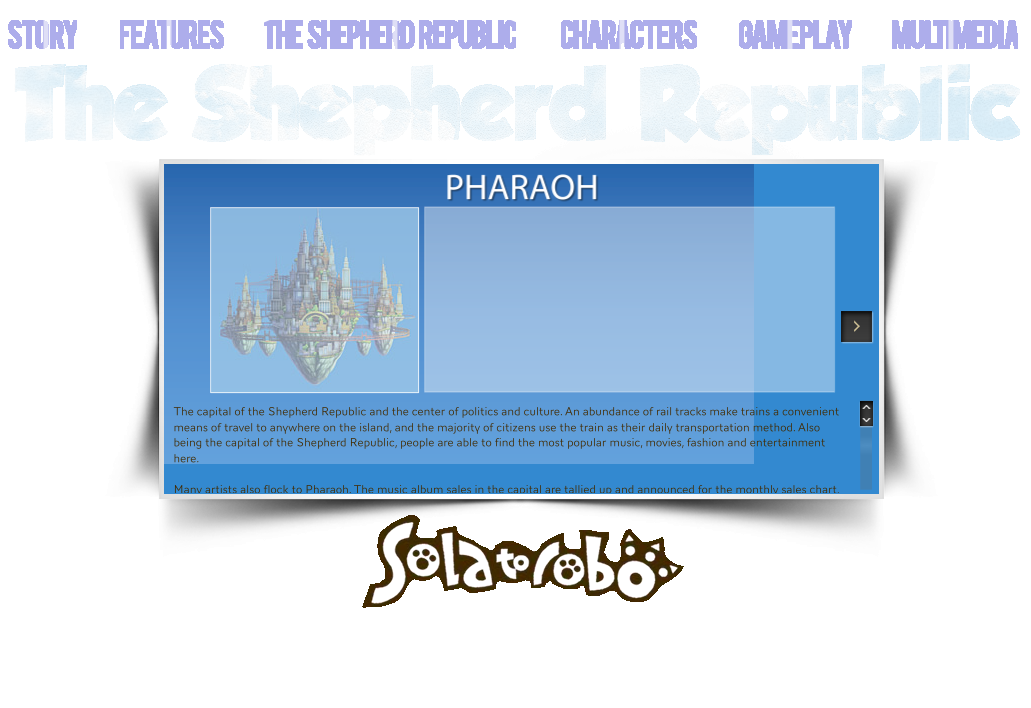 STORY FEATURES THE SHEPHERD REPUBLIC CHARACTERS GAMEPLAY MULTIMEDIA
The Shepherd Republic
PHARAOH
The capital of the Shepherd Republic and the center of politics and culture. An abundance of rail tracks make trains a convenient
means of travel to anywhere on the island, and the majority of citizens use the train as their daily transportation method. Also
being the capital of the Shepherd Republic, people are able to find the most popular music, movies, fashion and entertainment
here.
Many artists also flock to Pharaoh. The music album sales in the capital are tallied up and announced for the monthly sales chart.
Solatorobo